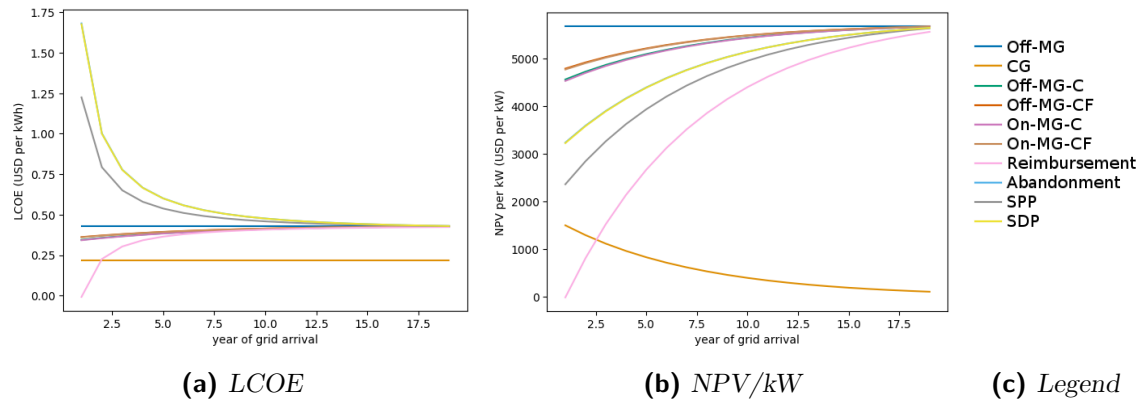 LCOE (USD per kWh)
1.75
1.50
1.25
1.00
0.75
0.50
0.25
0.00
2.5 5.0 7.5 10.0 12.5 15.0 17.5
year of grid arrival
(a) LCOE
NPV per kW (USD per kW)
5000
4000
3000
2000
1000
0
2.5 5.0 7.5 10.0 12.5 15.0 17.5
year of grid arrival
(b) NPV/kW
Off-MG
CG
Off-MG-C
Off-MG-CF
On-MG-C
On-MG-CF
Reimbursement
Abandonment
SPP
SDP
(c) Legend